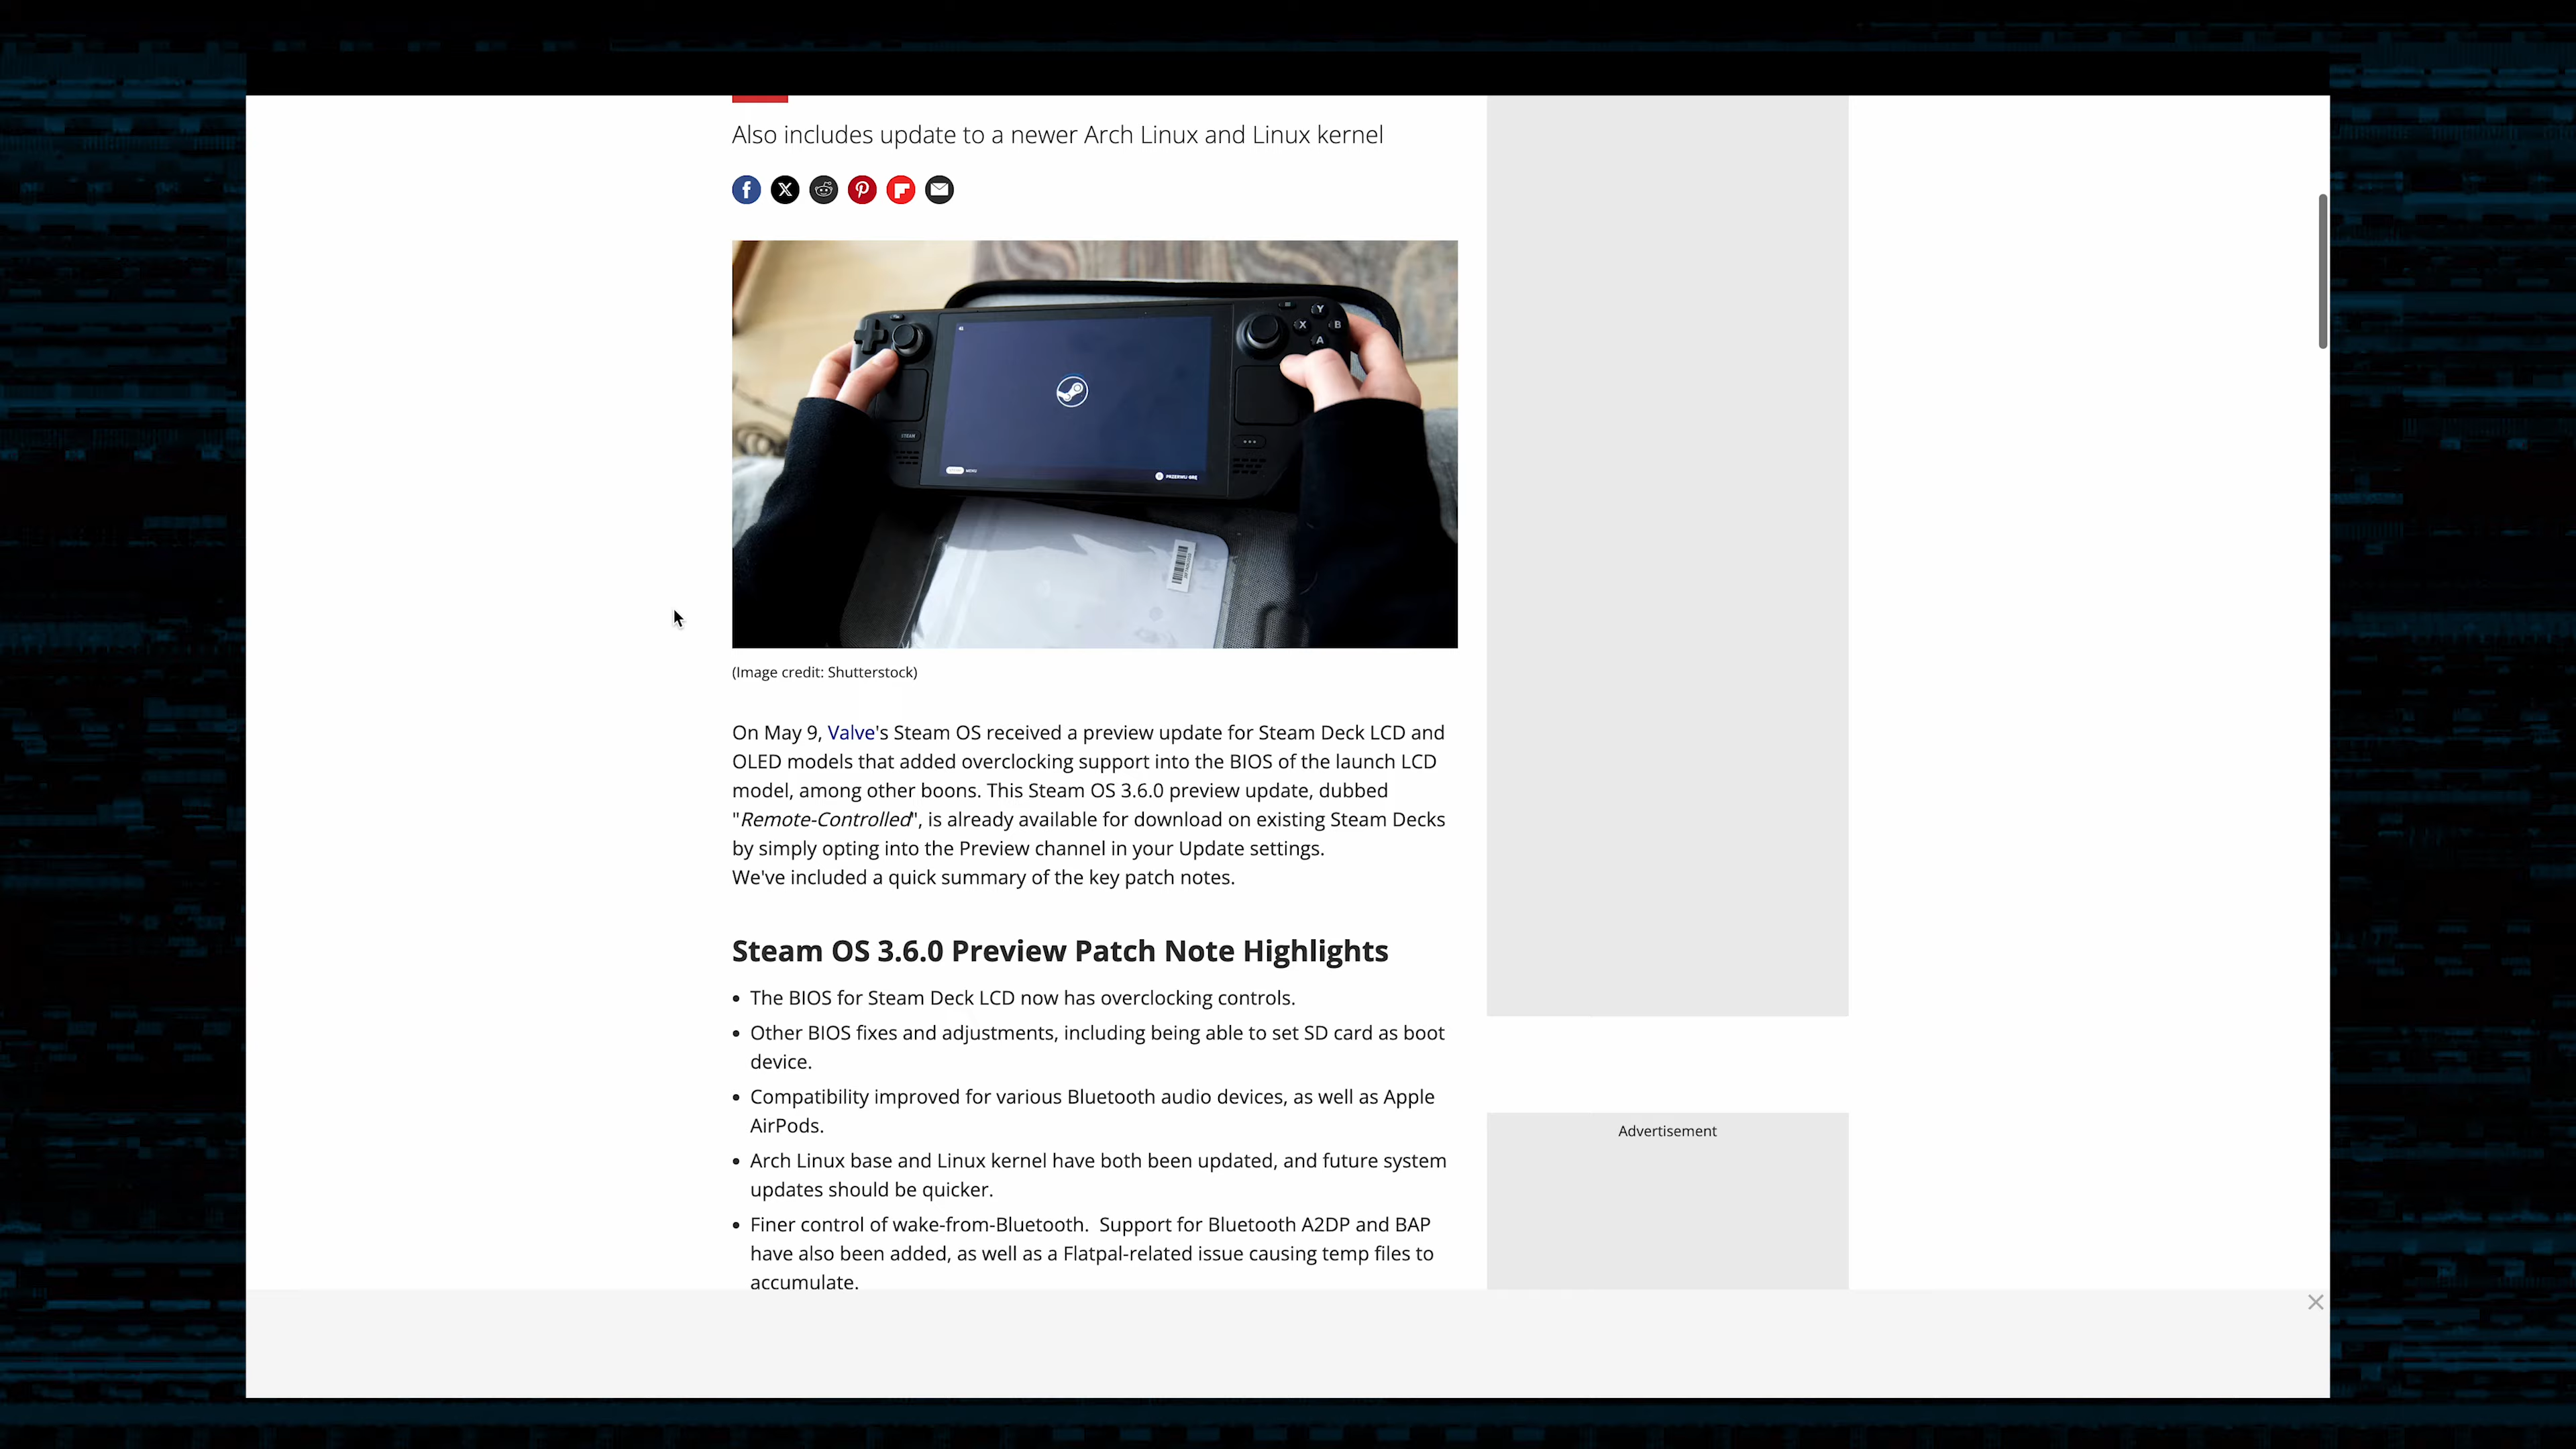 Also includes update to a newer Arch Linux and Linux kernel
Y
X
B
A
STEAM
MENU
PRZERWIJ GRĘ
(Image credit: Shutterstock)
On May 9, Valve's Steam OS received a preview update for Steam Deck LCD and
OLED models that added overclocking support into the BIOS of the launch LCD
model, among other boons. This Steam OS 3.6.0 preview update, dubbed
"Remote-Controlled", is already available for download on existing Steam Decks
by simply opting into the Preview channel in your Update settings.
We've included a quick summary of the key patch notes.
Steam OS 3.6.0 Preview Patch Note Highlights
• The BIOS for Steam Deck LCD now has overclocking controls.
• Other BIOS fixes and adjustments, including being able to set SD card as boot
device.
• Compatibility improved for various Bluetooth audio devices, as well as Apple
AirPods.
• Arch Linux base and Linux kernel have both been updated, and future system
updates should be quicker.
• Finer control of wake-from-Bluetooth.  Support for Bluetooth A2DP and BAP
have also been added, as well as a Flatpal-related issue causing temp files to
accumulate.
Advertisement